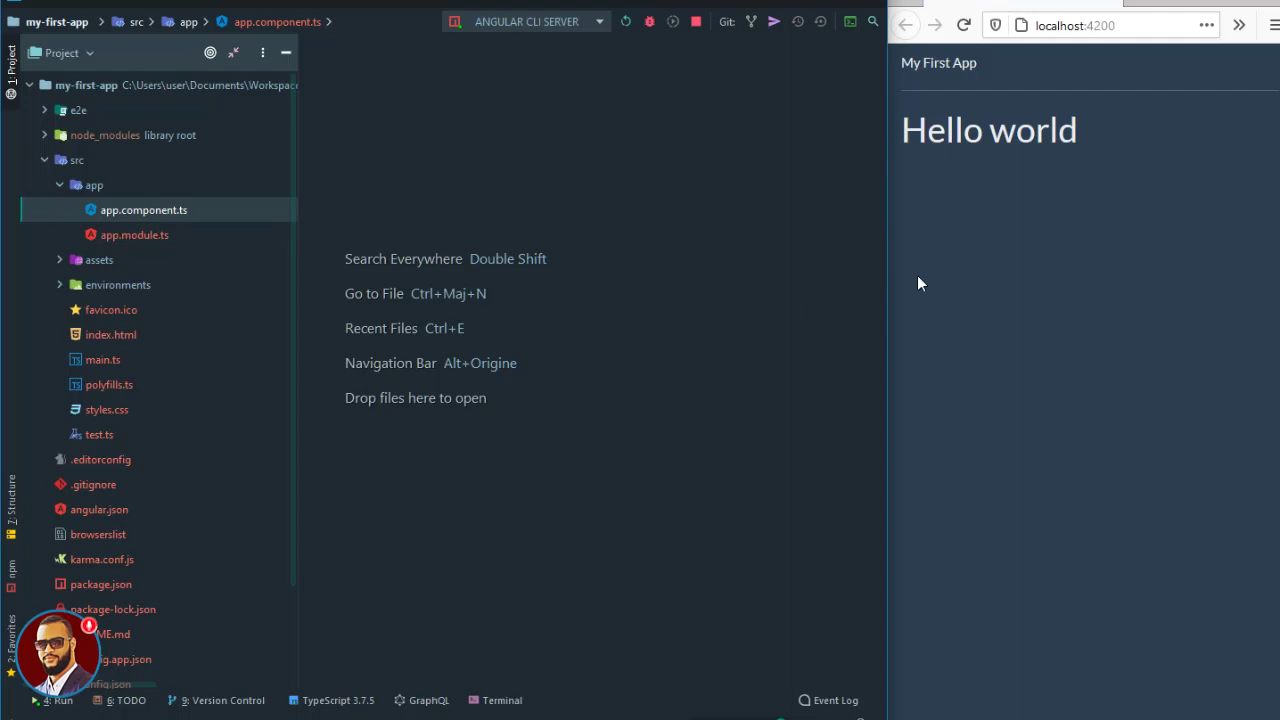 my-first-app src app app.component.ts ANGULAR CLI SERVER Git:
localhost:4200
1: Project
Project
my-first-app C:\Users\user\Documents\Workspac
e2e
node_modules library root
src
app
app.component.ts
app.module.ts
assets
environments
favicon.ico
index.html
main.ts
polyfills.ts
styles.css
test.ts
.editorconfig
.gitignore
angular.json
browserslist
karma.conf.js
package.json
package-lock.json
ME.md
ig.app.json
nfig.json
Search Everywhere Double Shift
Go to File Ctrl+Maj+N
Recent Files Ctrl+E
Navigation Bar Alt+Origine
Drop files here to open
My First App
Hello world
7: Structure
npm
2: Favorites
4: Run 6: TODO 9: Version Control TypeScript 3.7.5 GraphQL Terminal Event Log